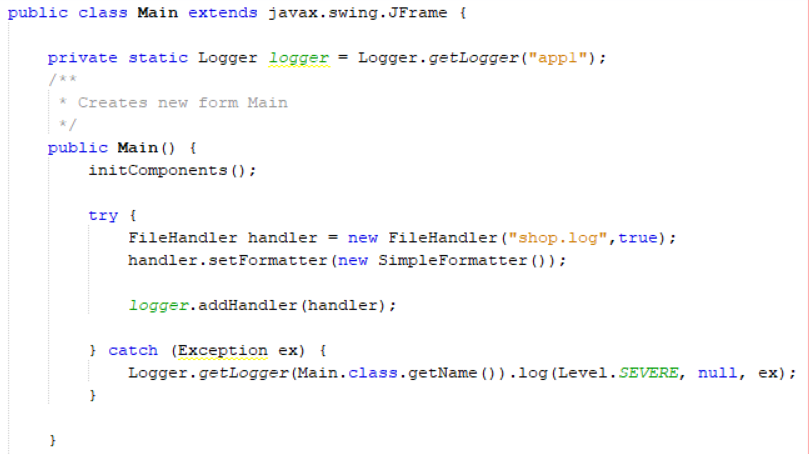 public class Main extends javax.swing.JFrame {
private static Logger logger = Logger.getLogger("app1");
/**
* Creates new form Main
*/
public Main() {
initComponents();
try {
FileHandler handler = new FileHandler("shop.log",true);
handler.setFormatter(new SimpleFormatter());
logger.addHandler(handler);
} catch (Exception ex) {
Logger.getLogger(Main.class.getName()).log(Level.SEVERE, null, ex);
}
}